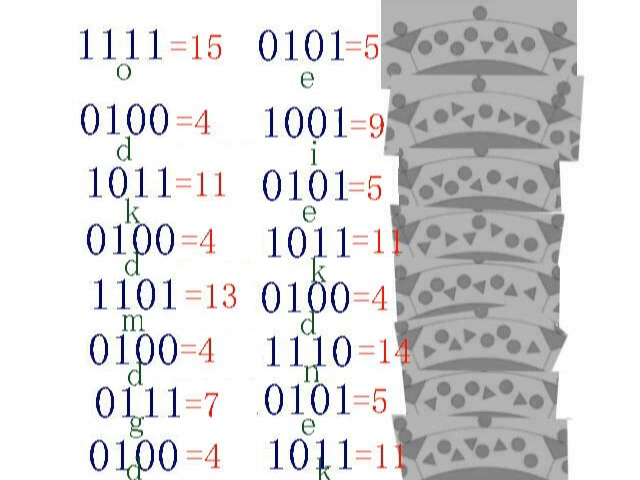 1111=15 0101=5
o e
0100=4 1001=9
d i
1011=11 0101=5
k e
0100=4 1011=11
d k
1101=13 0100=4
m d
0100=4 1110=14
d n
0111=7 0101=5
g e
0100=4 1011=11
d k